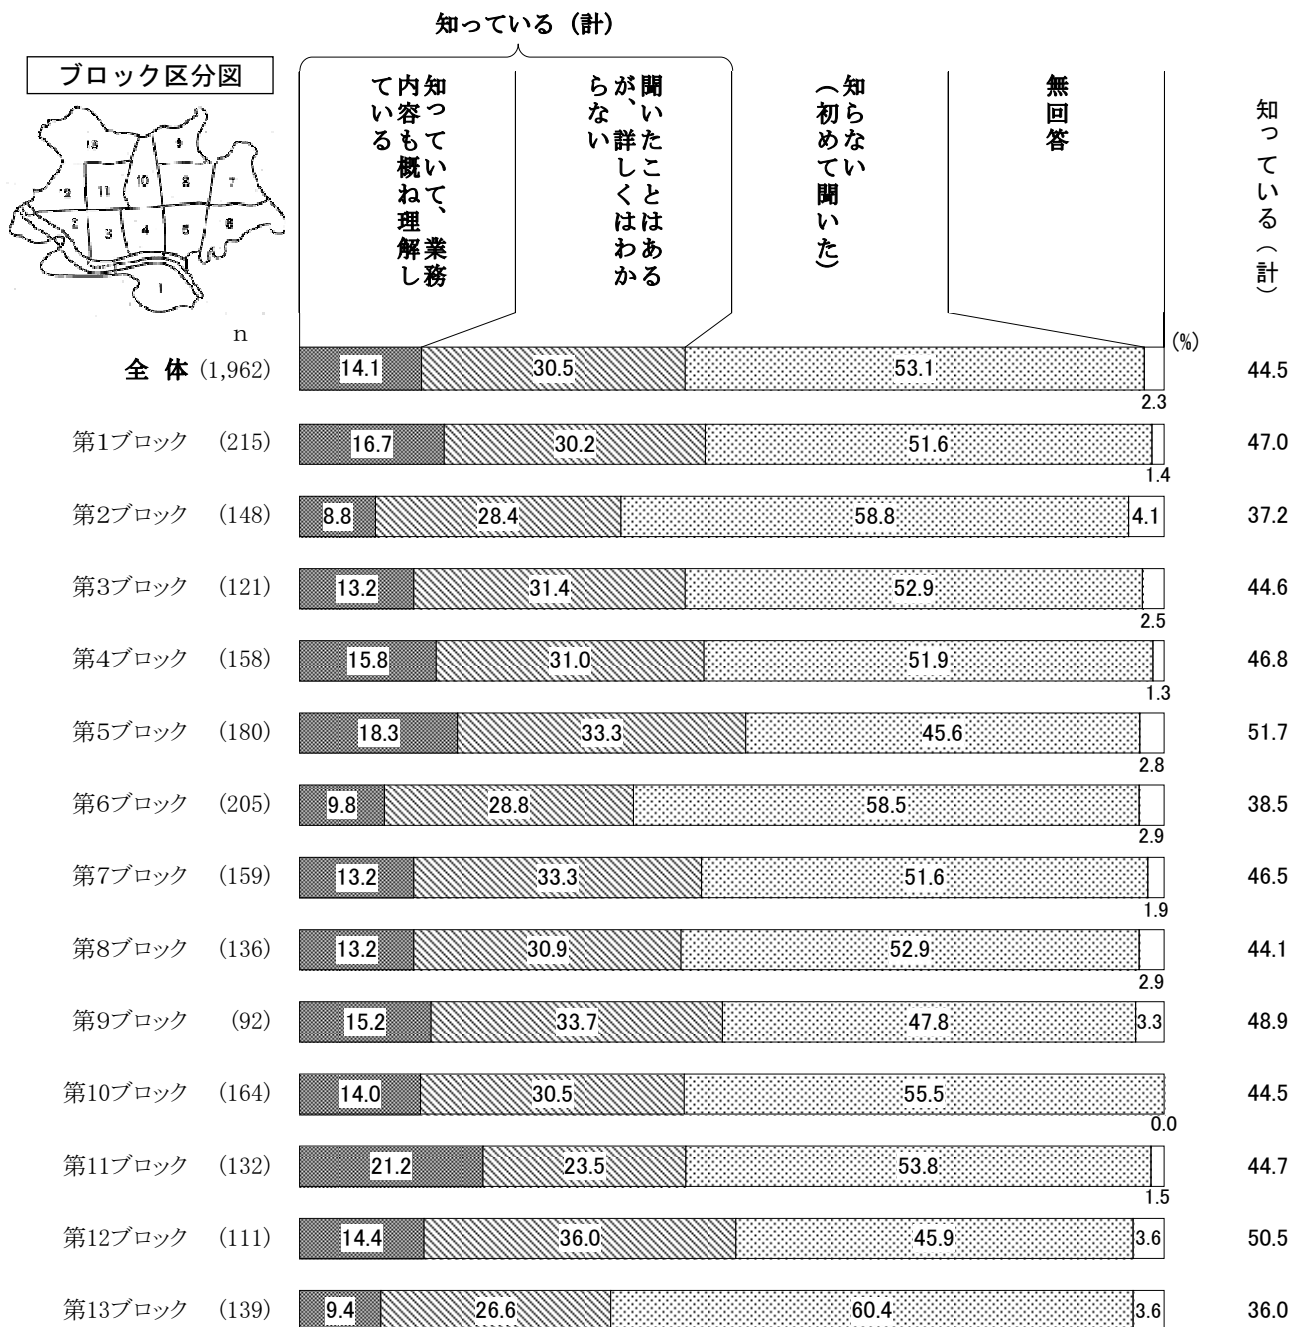 知っている（計）
ブロック区分図
知っていて、業務
内容も概ね理解し
ている
聞いたことはある
が、詳しくはわか
らない
知らない
（初めて聞いた）
無回答
知っている（計）
13
9
12
11
10
8
7
2
3
4
5
6
1
n
(%)
全 体 (1,962) 14.1 30.5 53.1 2.3 44.5
第1ブロック (215) 16.7 30.2 51.6 1.4 47.0
第2ブロック (148) 8.8 28.4 58.8 4.1 37.2
第3ブロック (121) 13.2 31.4 52.9 2.5 44.6
第4ブロック (158) 15.8 31.0 51.9 1.3 46.8
第5ブロック (180) 18.3 33.3 45.6 2.8 51.7
第6ブロック (205) 9.8 28.8 58.5 2.9 38.5
第7ブロック (159) 13.2 33.3 51.6 1.9 46.5
第8ブロック (136) 13.2 30.9 52.9 2.9 44.1
第9ブロック (92) 15.2 33.7 47.8 3.3 48.9
第10ブロック (164) 14.0 30.5 55.5 0.0 44.5
第11ブロック (132) 21.2 23.5 53.8 1.5 44.7
第12ブロック (111) 14.4 36.0 45.9 3.6 50.5
第13ブロック (139) 9.4 26.6 60.4 3.6 36.0